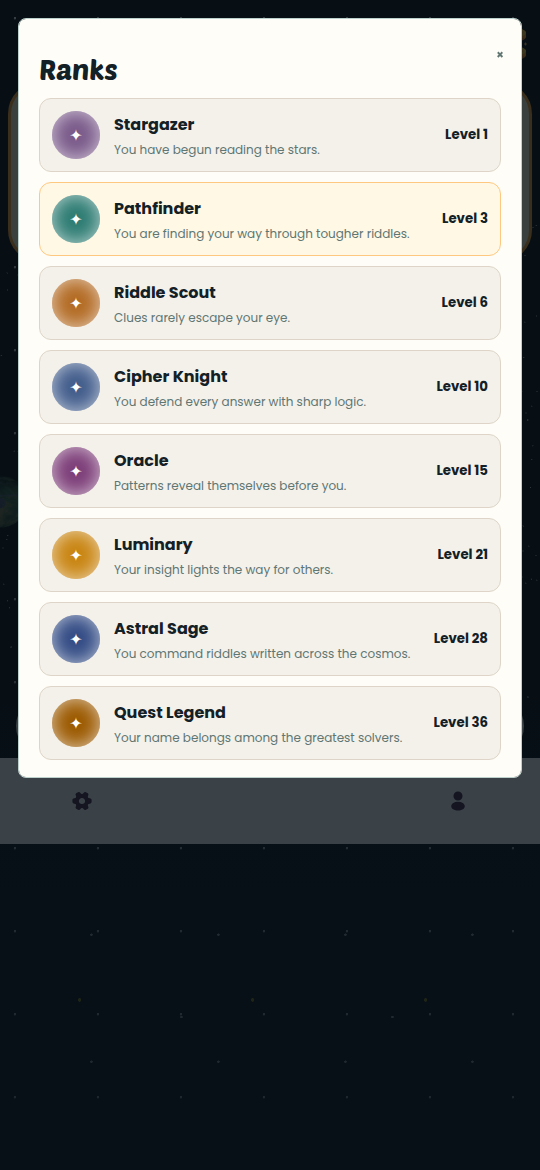 Ranks
×
Stargazer
You have begun reading the stars.
Level 1
Pathfinder
You are finding your way through tougher riddles.
Level 3
Riddle Scout
Clues rarely escape your eye.
Level 6
Cipher Knight
You defend every answer with sharp logic.
Level 10
Oracle
Patterns reveal themselves before you.
Level 15
Luminary
Your insight lights the way for others.
Level 21
Astral Sage
You command riddles written across the cosmos.
Level 28
Quest Legend
Your name belongs among the greatest solvers.
Level 36